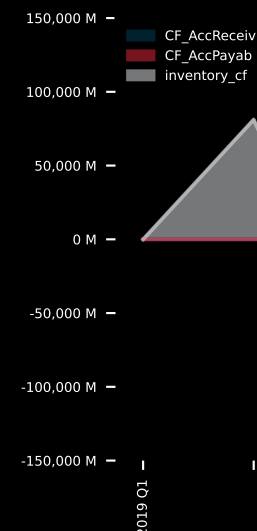 150,000 M
CF_AccReceiv
CF_AccPayab
inventory_cf
100,000 M
50,000 M
0 M
-50,000 M
-100,000 M
-150,000 M
2019 Q1